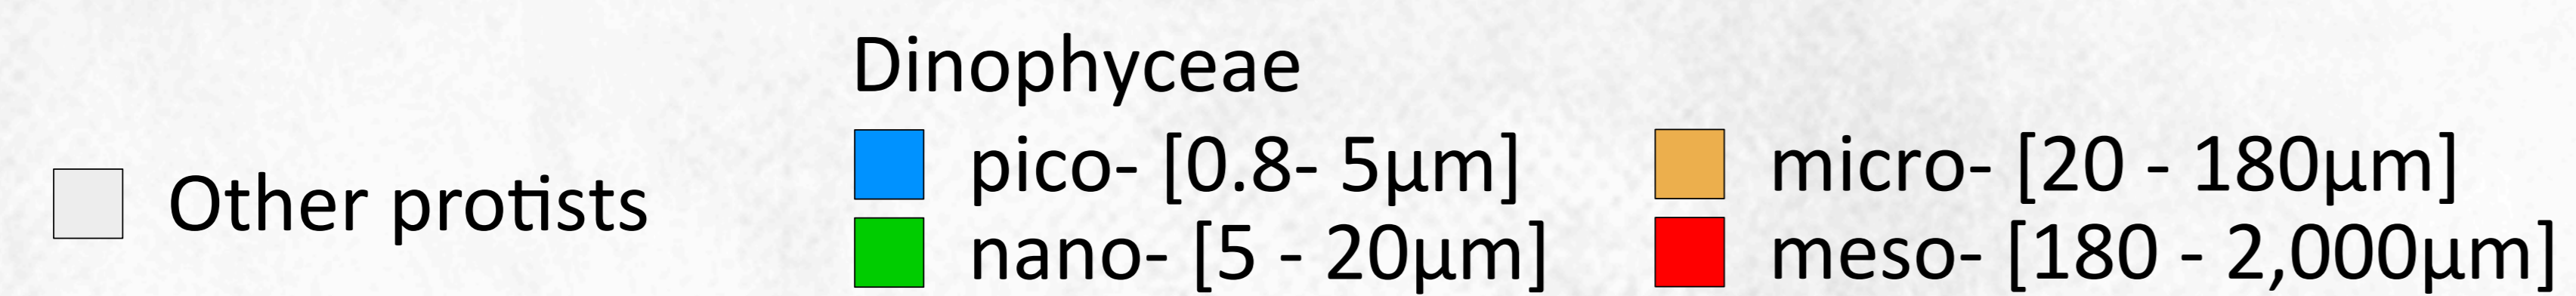 Dinophyceae
Other protists
pico- [0.8- 5µm]
nano- [5 - 20µm]
micro- [20 - 180µm]
meso- [180 - 2,000µm]